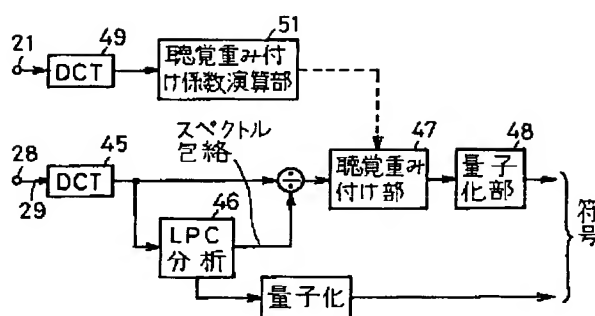 21
49
DCT
51
聴覚重み付
け係数演算部
28
29
45
DCT
スペクトル
包絡
÷
47
聴覚重み
付け部
48
量子
化部
46
LPC
分析
量子化
符号